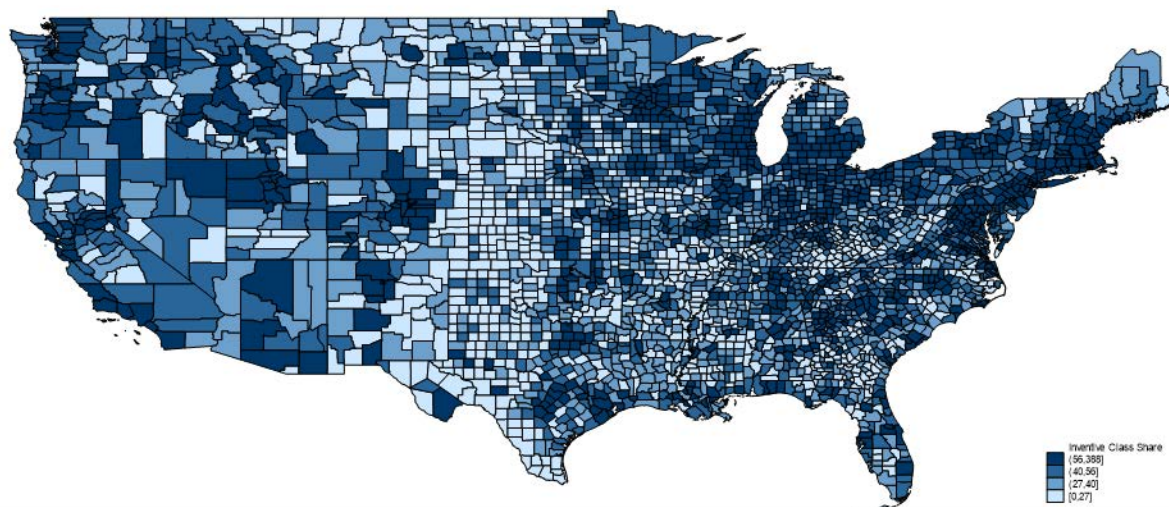 Inventive Class Share
(56,388]
(40,56]
(27,40]
[0,27]